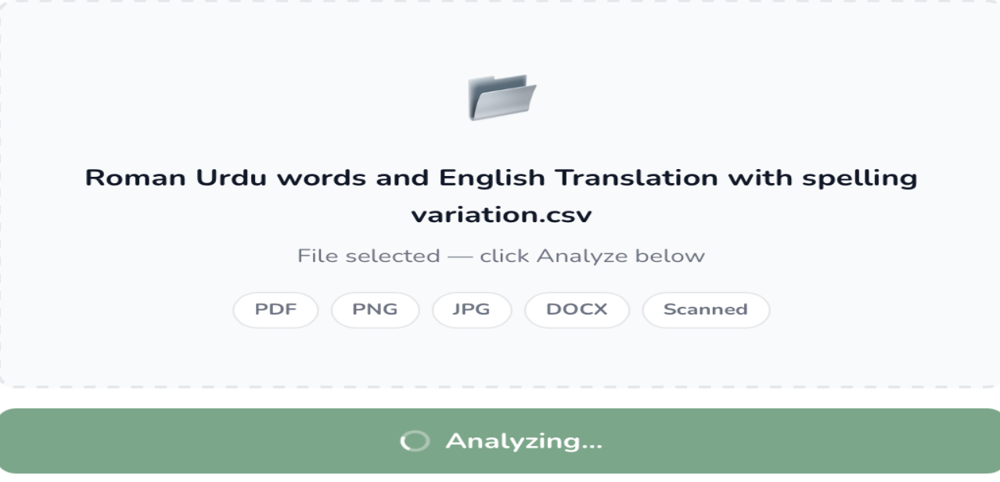 Roman Urdu words and English Translation with spelling
variation.csv
File selected — click Analyze below
PDF PNG JPG DOCX Scanned
Analyzing...